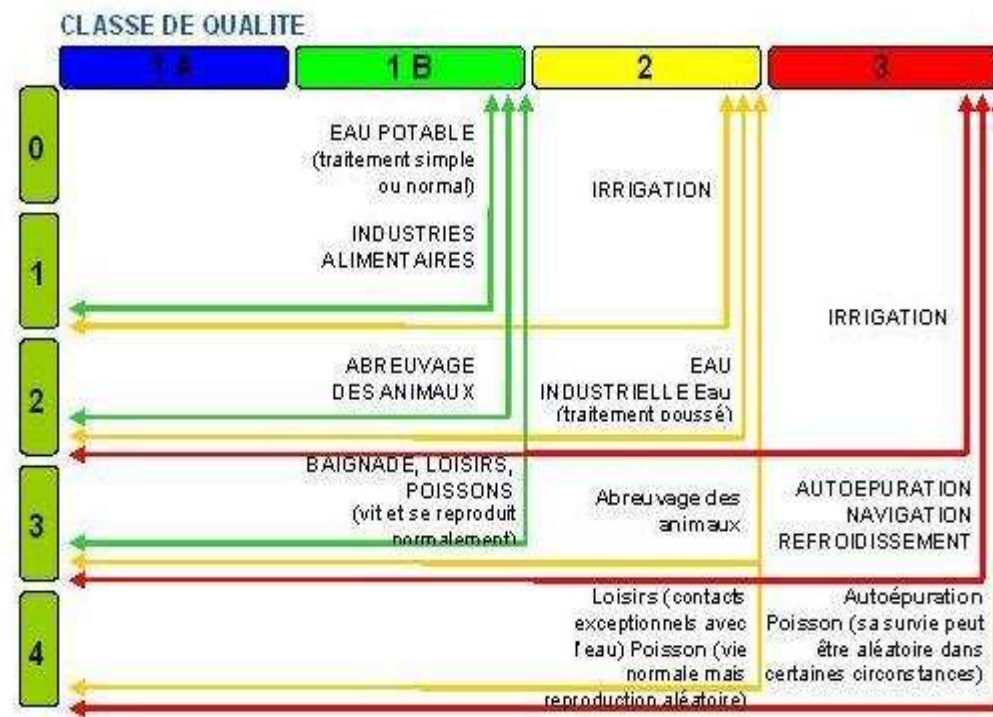 CLASSE DE QUALITE
1 A
1 B
2
3
0
EAU POTABLE
(traitement simple
ou normal)
IRRIGATION
1
INDUSTRIES
ALIMENTAIRES
IRRIGATION
2
ABREUVAGE
DES ANIMAUX
EAU
INDUSTRIELLE Eau
(traitement poussé)
3
BAIGNADE, LOISIRS,
POISSONS
(vit et se reproduit
normalement)
Abreuvage des
animaux
AUTOEPURATION
NAVIGATION
REFROIDISSEMENT
4
Loisirs (contacts
exceptionnels avec
l'eau) Poisson (vie
normale mais
reproduction aléatoire)
Autoépuration
Poisson (sa survie peut
être aléatoire dans
certaines circonstances)